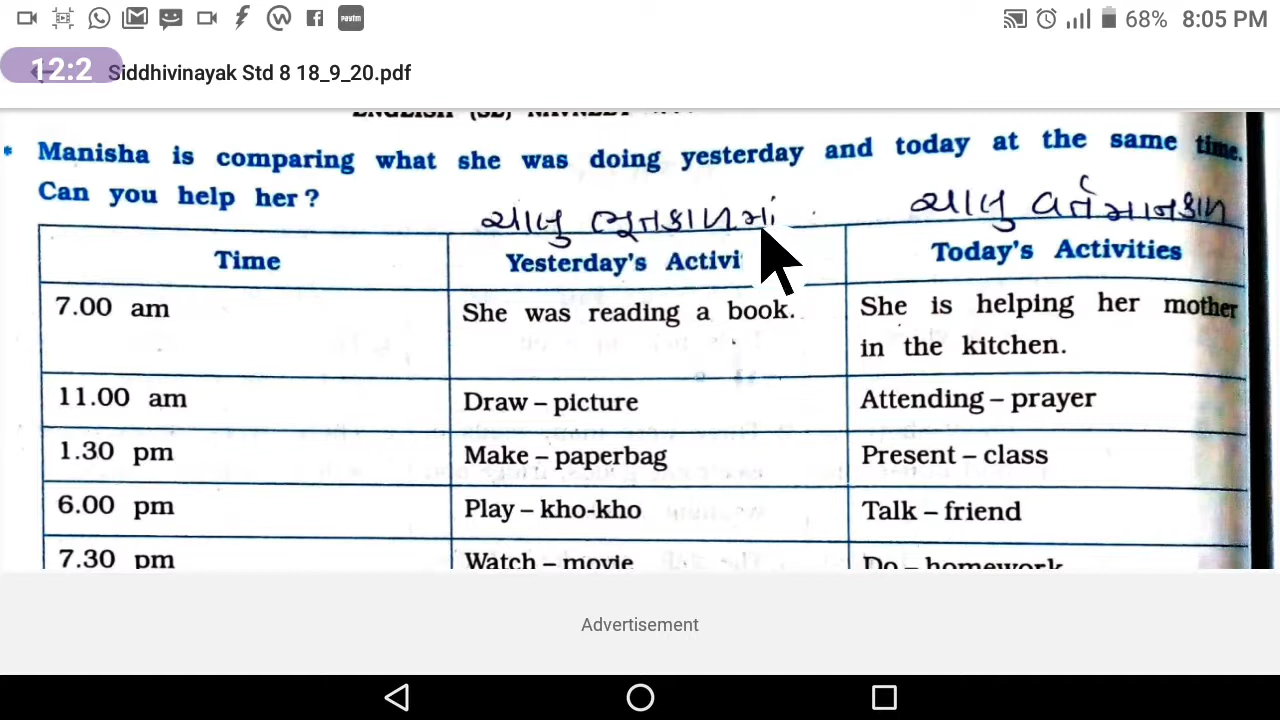 68% 8:05 PM
12:2 Siddhivinayak Std 8 18_9_20.pdf
Manisha is comparing what she was doing yesterday and today at the same time.
Can you help her?
ચાલુ ભૂતકાળમાં ચાલુ વર્તમાનકાળ
Time Yesterday's Activi Today's Activities
7.00 am She was reading a book. She is helping her mother
in the kitchen.
11.00 am Draw – picture Attending – prayer
1.30 pm Make – paperbag Present – class
6.00 pm Play – kho-kho Talk – friend
7.30 pm Watch – movie Do – homework
Advertisement